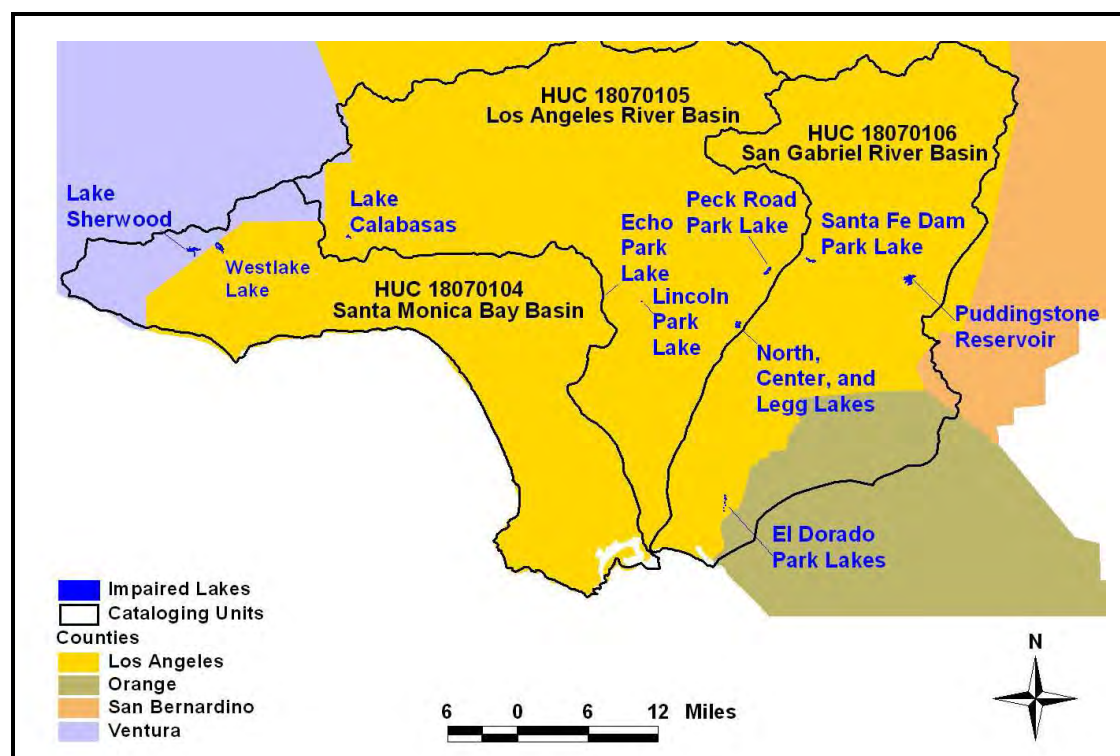 HUC 18070105
Los Angeles River Basin
HUC 18070106
San Gabriel River Basin
Lake
Sherwood
Lake
Calabasas
Westlake
Lake
Echo
Park
Lake
Peck Road
Park Lake
Santa Fe Dam
Park Lake
HUC 18070104
Santa Monica Bay Basin
Lincoln
Park
Lake
Puddingstone
Reservoir
North,
Center, and
Legg Lakes
El Dorado
Park Lakes
Impaired Lakes
Cataloging Units
Counties
Los Angeles
Orange
San Bernardino
Ventura
6 0 6 12 Miles
N